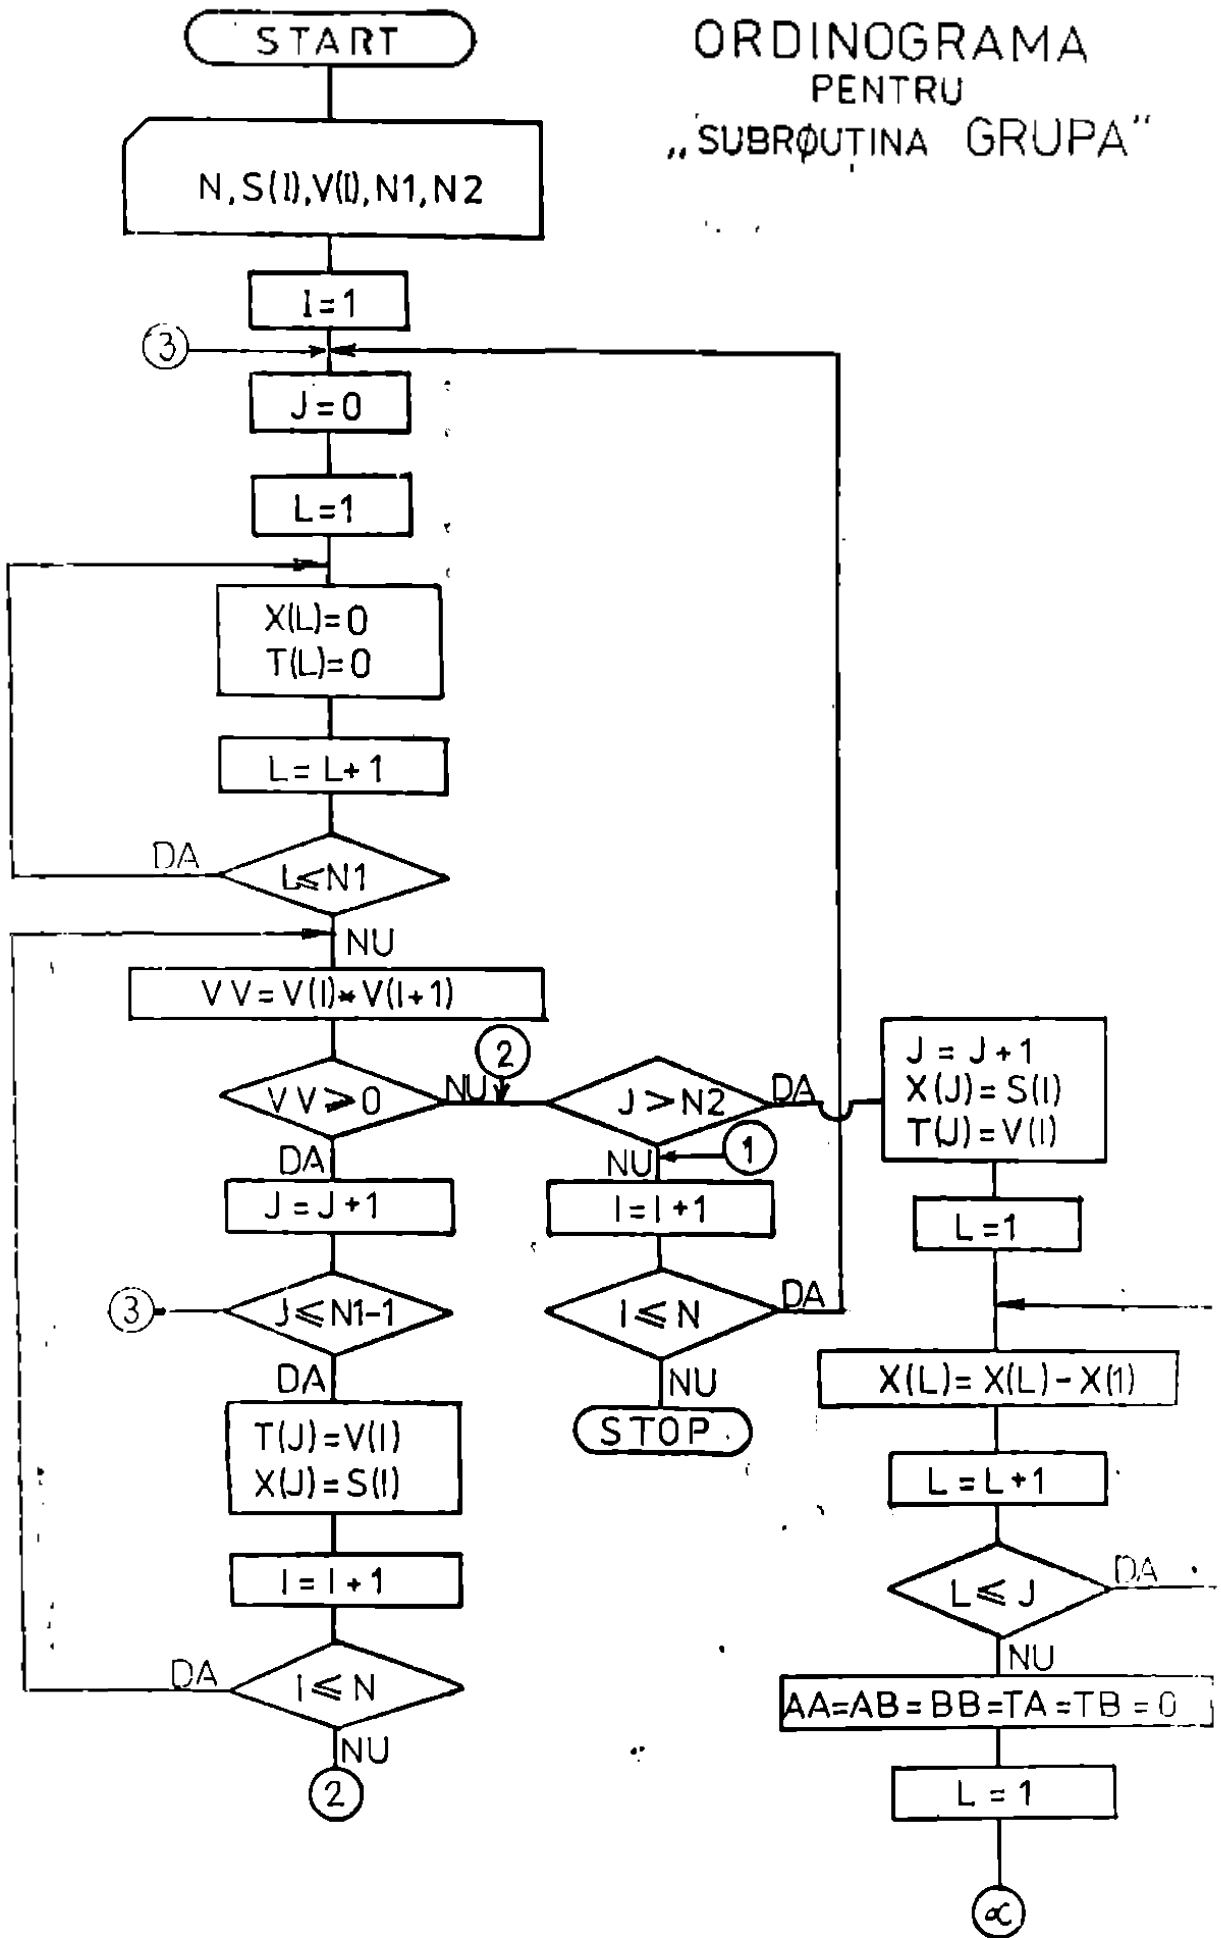 START
ORDINOGRAMA
PENTRU
„SUBRØUTINA GRUPA"
N, S(I), V(I), N1, N2
I=1
3
J=0
L=1
X(L)=0
T(L)=0
L=L+1
DA
L≤N1
NU
VV=V(I)*V(I+1)
VV≥0
NU
2
DA
J=J+1
3
J≤N1-1
DA
T(J)=V(I)
X(J)=S(I)
I=I+1
DA
I≤N
NU
2
J>N2
DA
NU
1
I=I+1
I≤N
DA
NU
STOP
J=J+1
X(J)=S(I)
T(J)=V(I)
L=1
X(L)=X(L)-X(1)
L=L+1
L≤J
DA
NU
AA=AB=BB=TA=TB=0
L=1
α